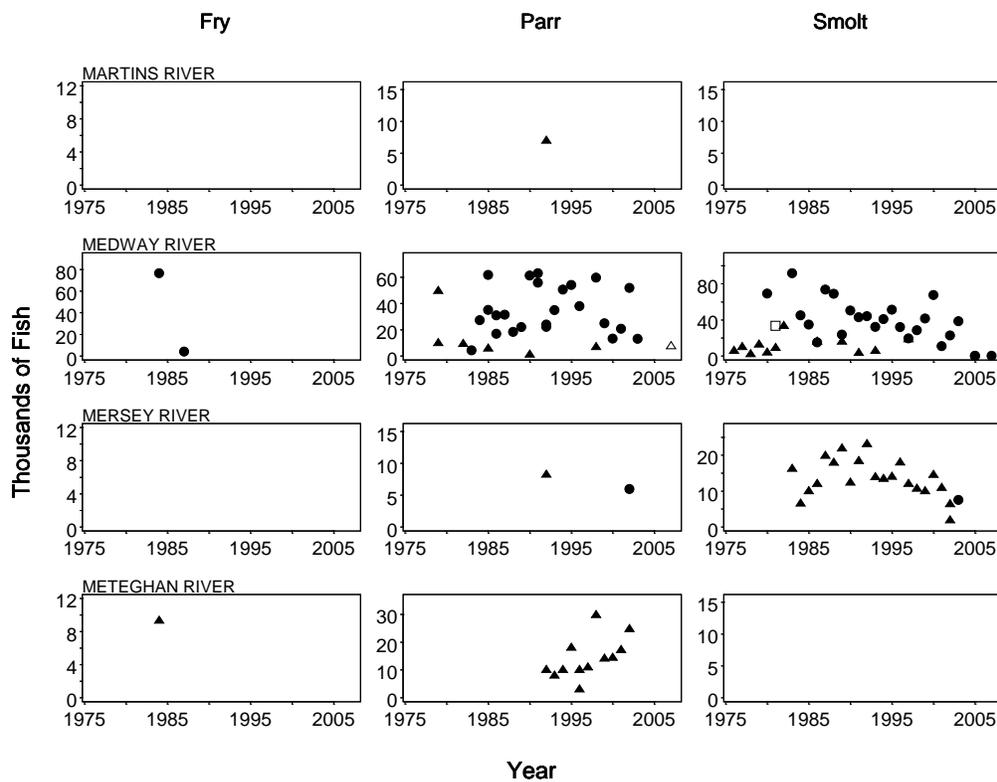 Fry Parr Smolt
MARTINS RIVER
12 15 15
8 10 10
4 5 5
0 0 0
1975 1985 1995 2005 1975 1985 1995 2005 1975 1985 1995 2005
MEDWAY RIVER
80 60 80
60 40 40
40 20 0
20 0
0
1975 1985 1995 2005 1975 1985 1995 2005 1975 1985 1995 2005
MERSEY RIVER
12 15 20
8 10 10
4 5 0
0 0
1975 1985 1995 2005 1975 1985 1995 2005 1975 1985 1995 2005
METEGHAN RIVER
12 30 15
8 20 10
4 10 5
0 0 0
1975 1985 1995 2005 1975 1985 1995 2005 1975 1985 1995 2005
Thousands of Fish
Year